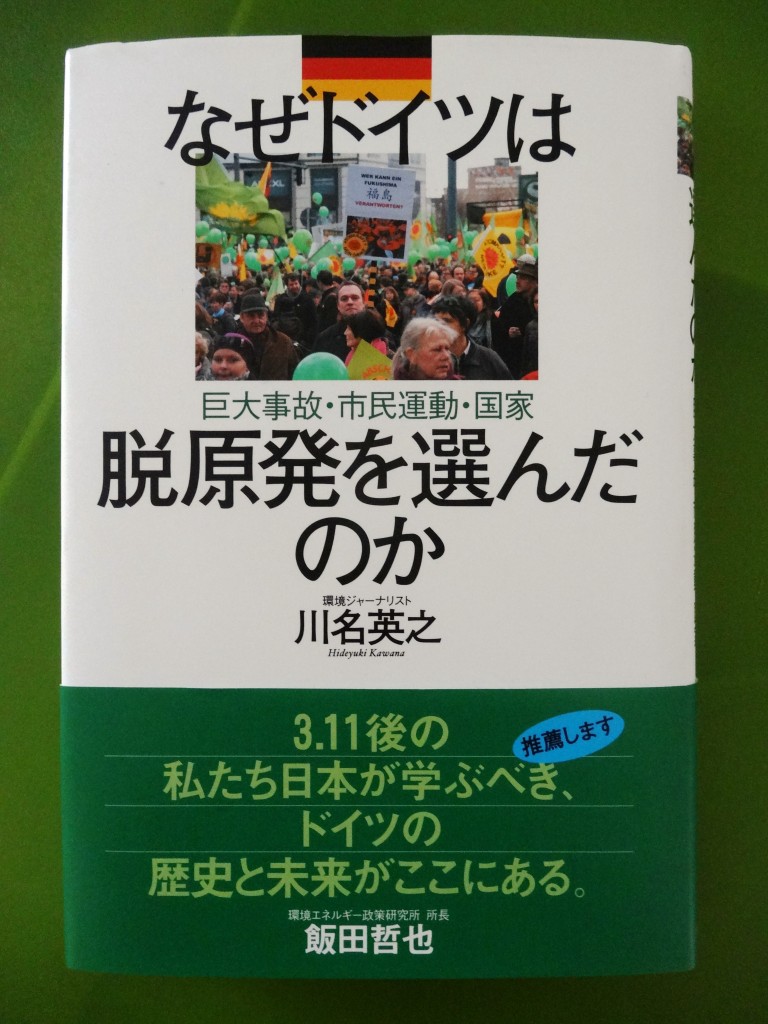 なぜドイツは
WER KANN EIN
FUKUSHIMA
福島
VERANTWORTEN?
巨大事故・市民運動・国家
脱原発を選んだ
のか
環境ジャーナリスト
川名英之
Hideyuki Kawana
推薦します
3.11後の
私たち日本が学ぶべき、
ドイツの
歴史と未来がここにある。
環境エネルギー政策研究所 所長
飯田哲也